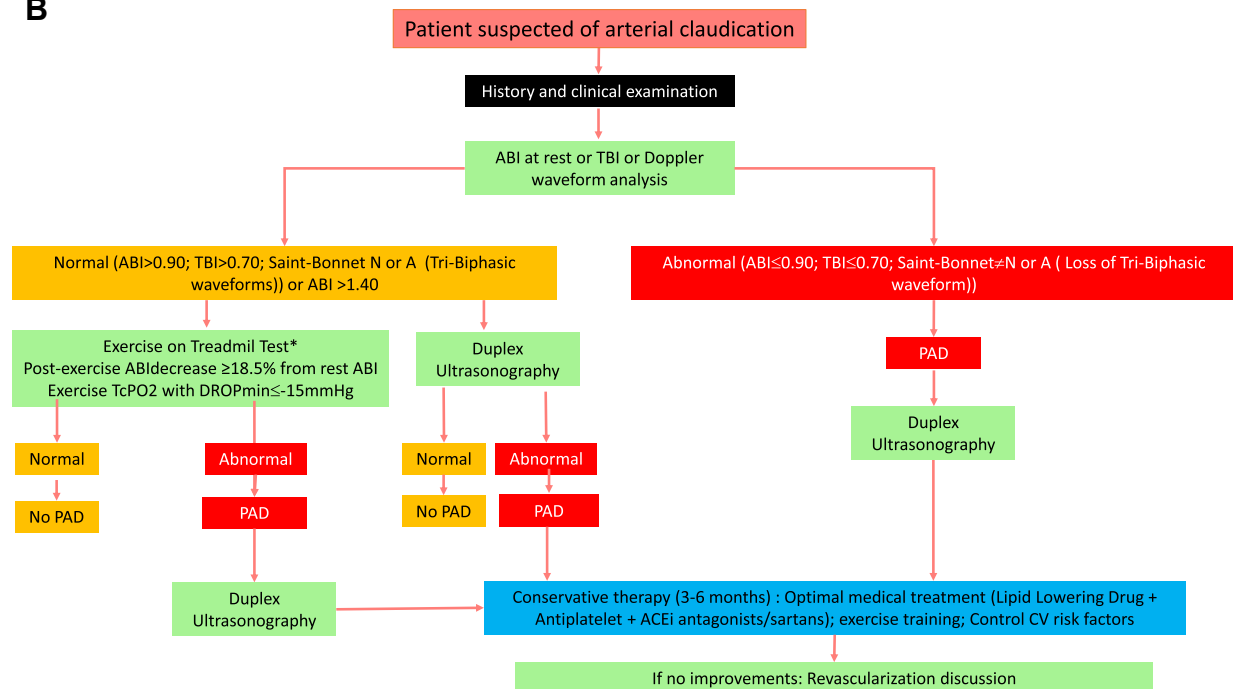 B
Patient suspected of arterial claudication
History and clinical examination
ABI at rest or TBI or Doppler
waveform analysis
Normal (ABI>0.90; TBI>0.70; Saint-Bonnet N or A  (Tri-Biphasic
waveforms)) or ABI >1.40
Abnormal (ABI≤0.90; TBI≤0.70; Saint-Bonnet≠N or A ( Loss of Tri-Biphasic
waveform))
Exercise on Treadmil Test*
Post-exercise ABIdecrease ≥18.5% from rest ABI
Exercise TcPO2 with DROPmin≤-15mmHg
Duplex
Ultrasonography
PAD
Duplex
Ultrasonography
Normal
Abnormal
Normal
Abnormal
No PAD
PAD
No PAD
PAD
Duplex
Ultrasonography
Conservative therapy (3-6 months) : Optimal medical treatment (Lipid Lowering Drug +
Antiplatelet + ACEi antagonists/sartans); exercise training; Control CV risk factors
If no improvements: Revascularization discussion